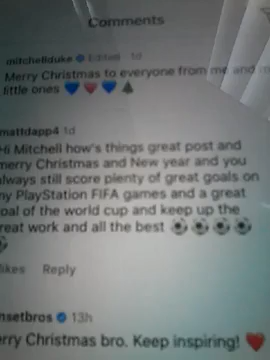 Comments
mitchellduke Edited · 1d
Merry Christmas to everyone from me and
little ones 💙❤️💙🎄
mattdapp4 1d
Hi Mitchell how's things great post and
merry Christmas and New year and you
always still score plenty of great goals on
my PlayStation FIFA games and a great
goal of the world cup and keep up the
great work and all the best ⚽⚽⚽⚽
⚽
likes Reply
nsetbros 13h
rry Christmas bro. Keep inspiring! ❤️